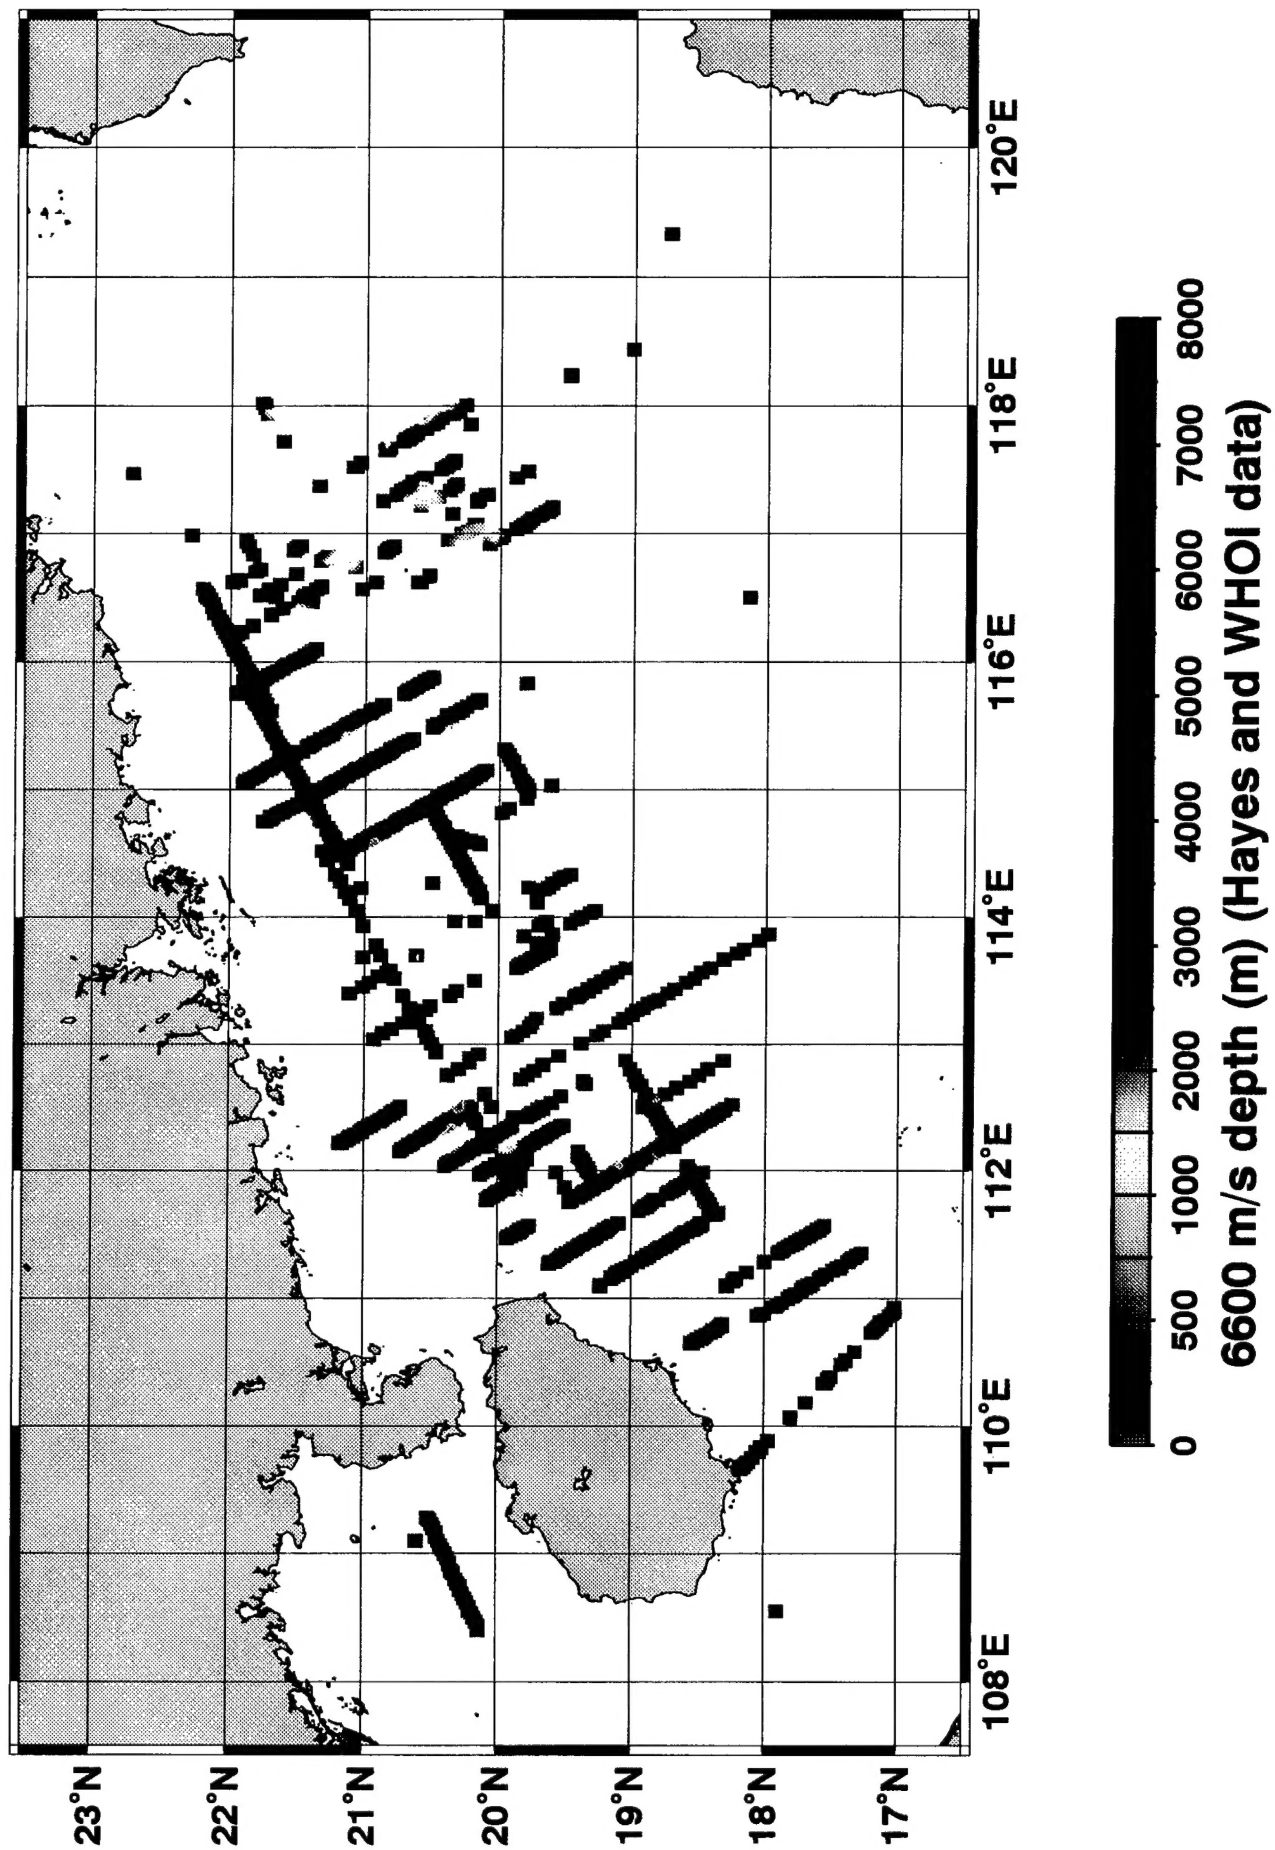 23°N
22°N
21°N
20°N
19°N
18°N
17°N
108°E
110°E
112°E
114°E
116°E
118°E
120°E
0 500 1000 2000 3000 4000 5000 6000 7000 8000
6600 m/s depth (m) (Hayes and WHOI data)